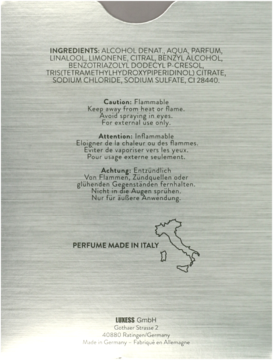 INGREDIENTS: ALCOHOL DENAT., AQUA, PARFUM,
LINALOOL, LIMONENE, CITRAL, BENZYL ALCOHOL,
BENZOTRIAZOLYL DODECYL P-CRESOL,
TRIS(TETRAMETHYLHYDROXYPIPERIDINOL) CITRATE,
SODIUM CHLORIDE, SODIUM SULFATE, CI 28440.
Caution: Flammable
Keep away from heat or flame.
Avoid spraying in eyes.
For external use only.
Attention: Inflammable
Eloigner de la chaleur ou des flammes.
Eviter de vaporiser vers les yeux.
Pour usage externe seulement.
Achtung: Entzündlich
Von Flammen, Zündquellen oder
glühenden Gegenständen fernhalten.
Nicht in die Augen sprühen.
Nur für äußere Anwendung.
PERFUME MADE IN ITALY
LUXESS GmbH
Gothaer Strasse 2
40880 Ratingen/Germany
Made in Germany – Fabriqué en Allemagne